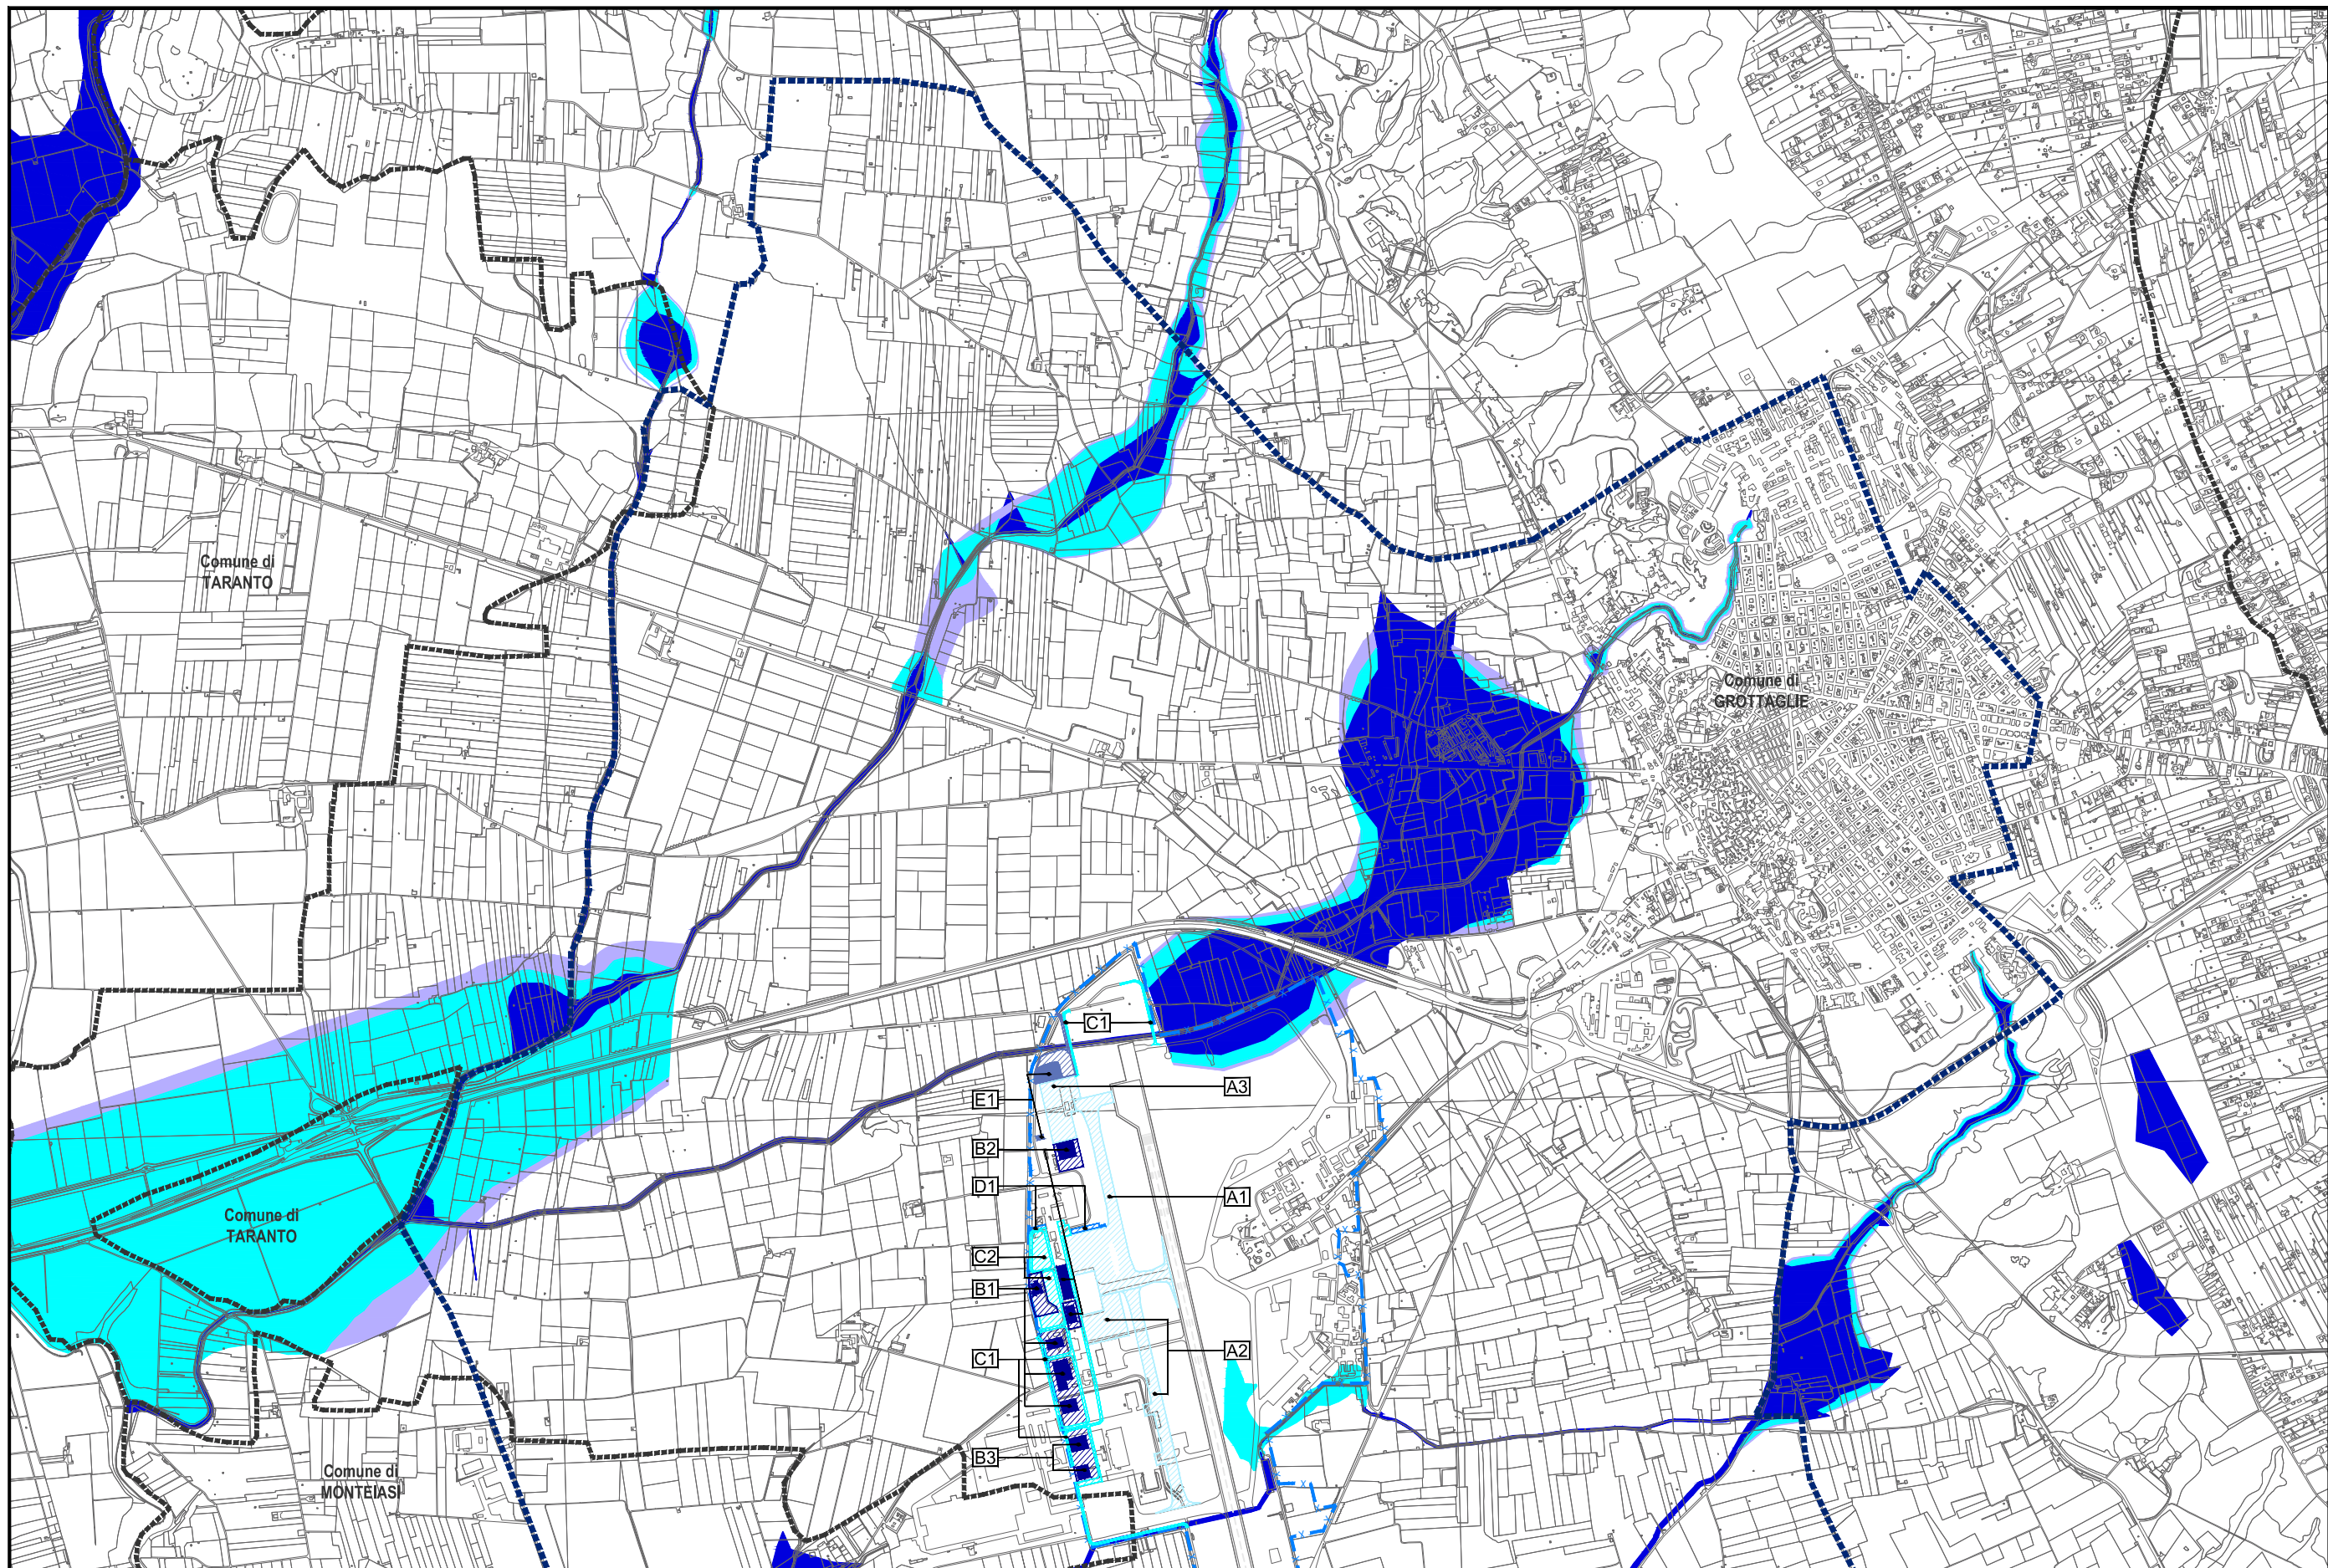 Comune di
TARANTO
Comune di
GROTTAGLIE
C1
A3
E1
B2
D1
A1
Comune di
TARANTO
C2
B1
A2
C1
B3
Comune di
MONTEIASI